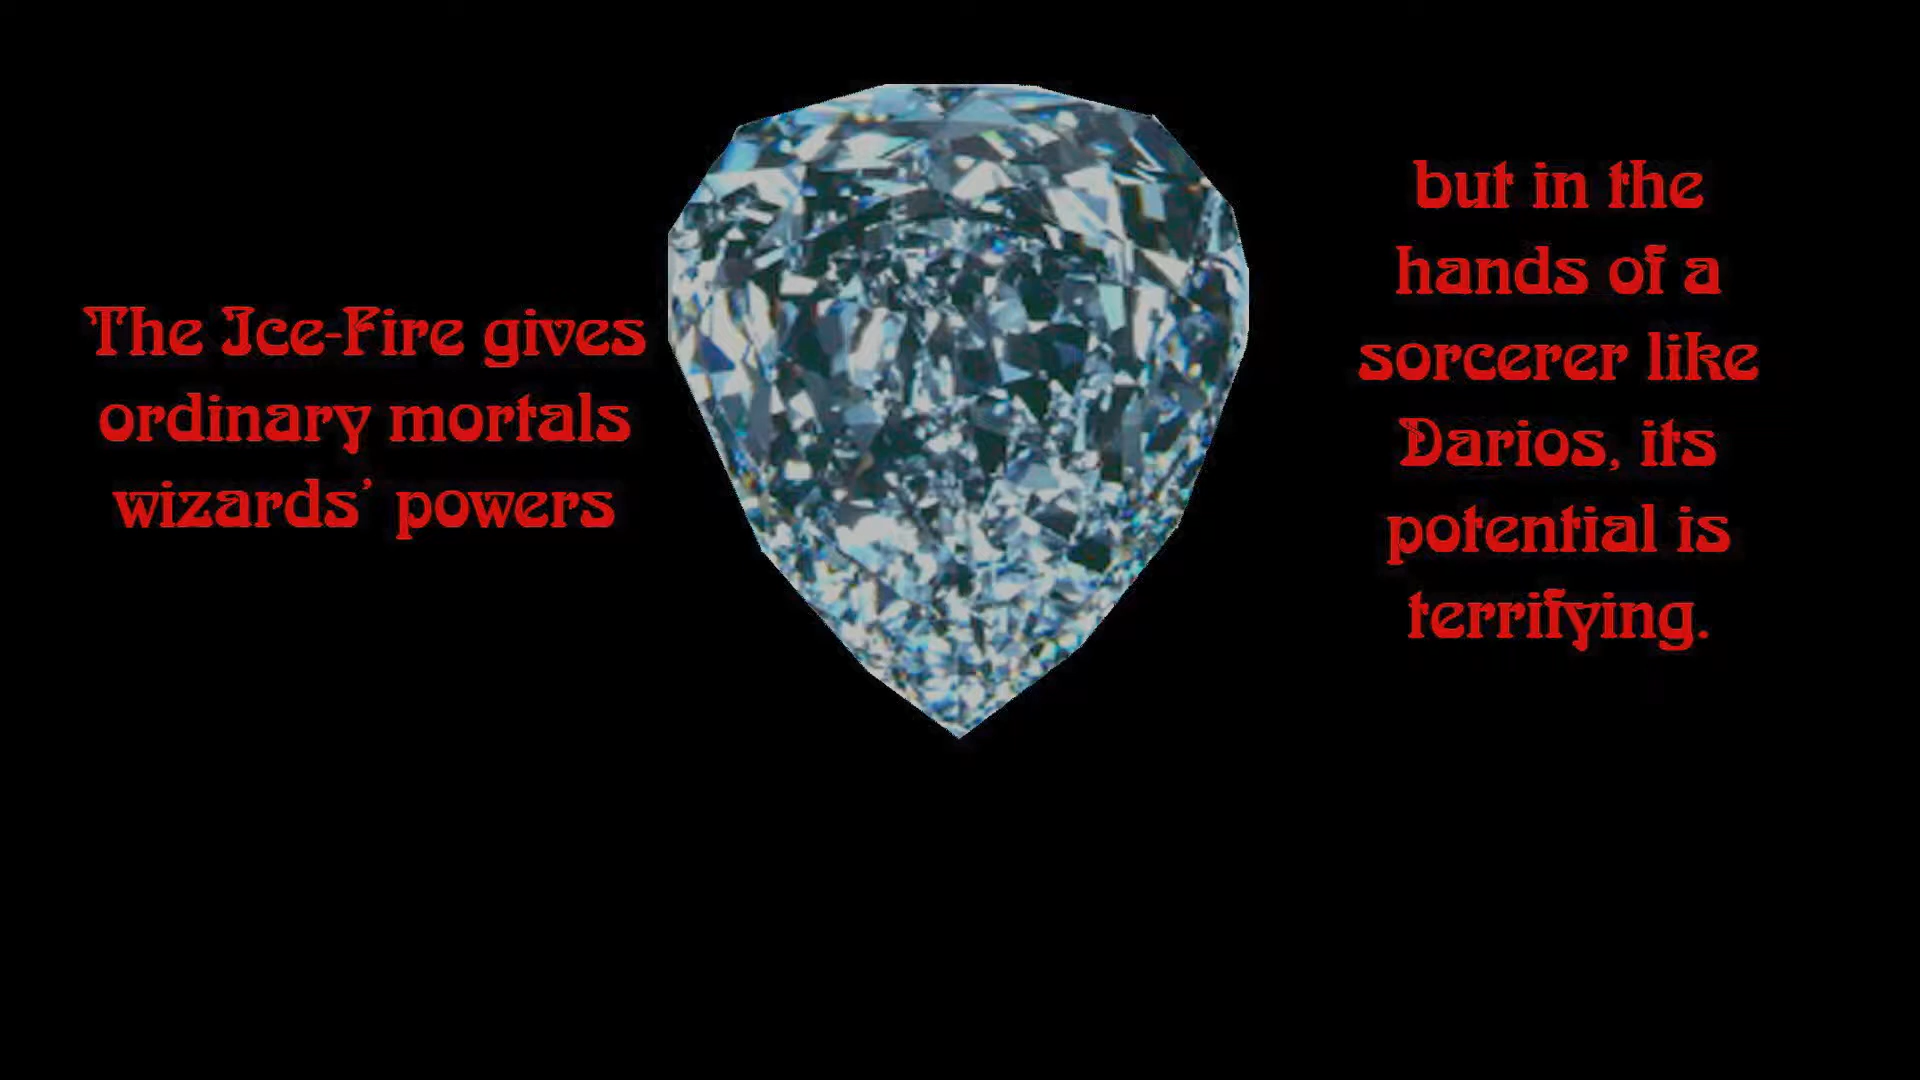 The Ice-Fire gives
ordinary mortals
wizards’ powers
but in the
hands of a
sorcerer like
Darios, its
potential is
terrifying.